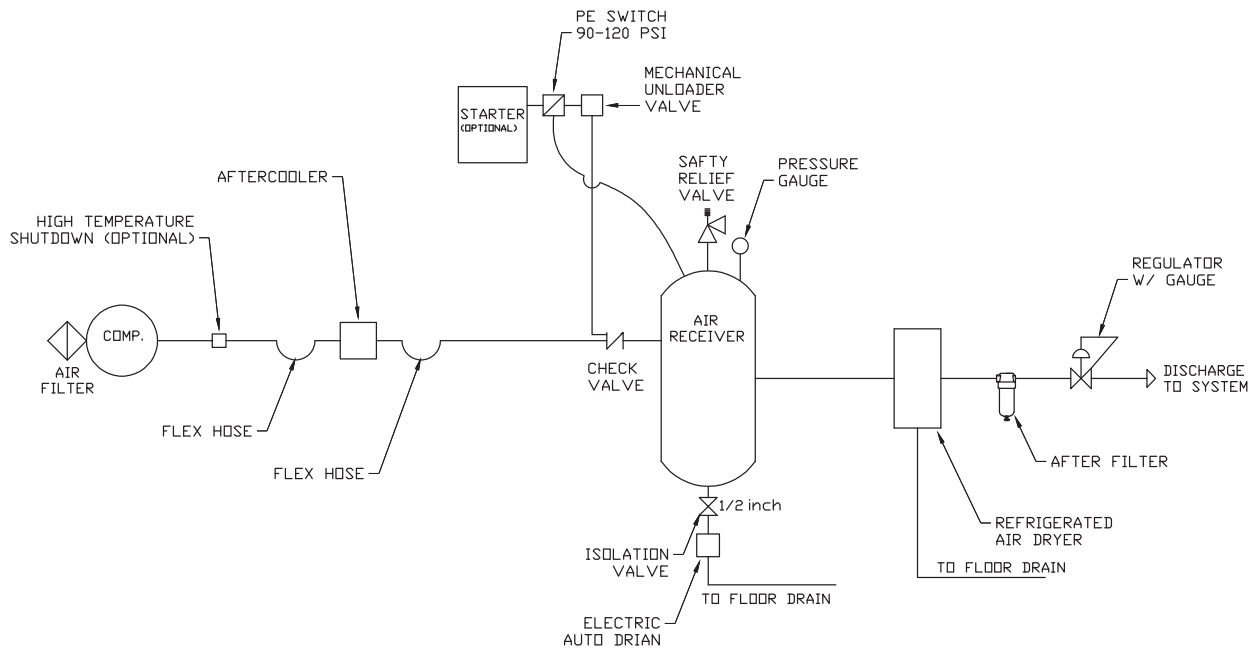 PE SWITCH
90-120 PSI
MECHANICAL
UNLOADER
VALVE
STARTER
(OPTIONAL)
AFTERCOOLER
SAFTY
RELIEF
VALVE
PRESSURE
GAUGE
HIGH TEMPERATURE
SHUTDOWN (OPTIONAL)
REGULATOR
W/ GAUGE
COMP.
AIR
FILTER
AIR
RECEIVER
CHECK
VALVE
DISCHARGE
TO SYSTEM
FLEX HOSE
FLEX HOSE
AFTER FILTER
1/2 inch
REFRIGERATED
AIR DRYER
ISOLATION
VALVE
TO FLOOR DRAIN
TO FLOOR DRAIN
ELECTRIC
AUTO DRIAN